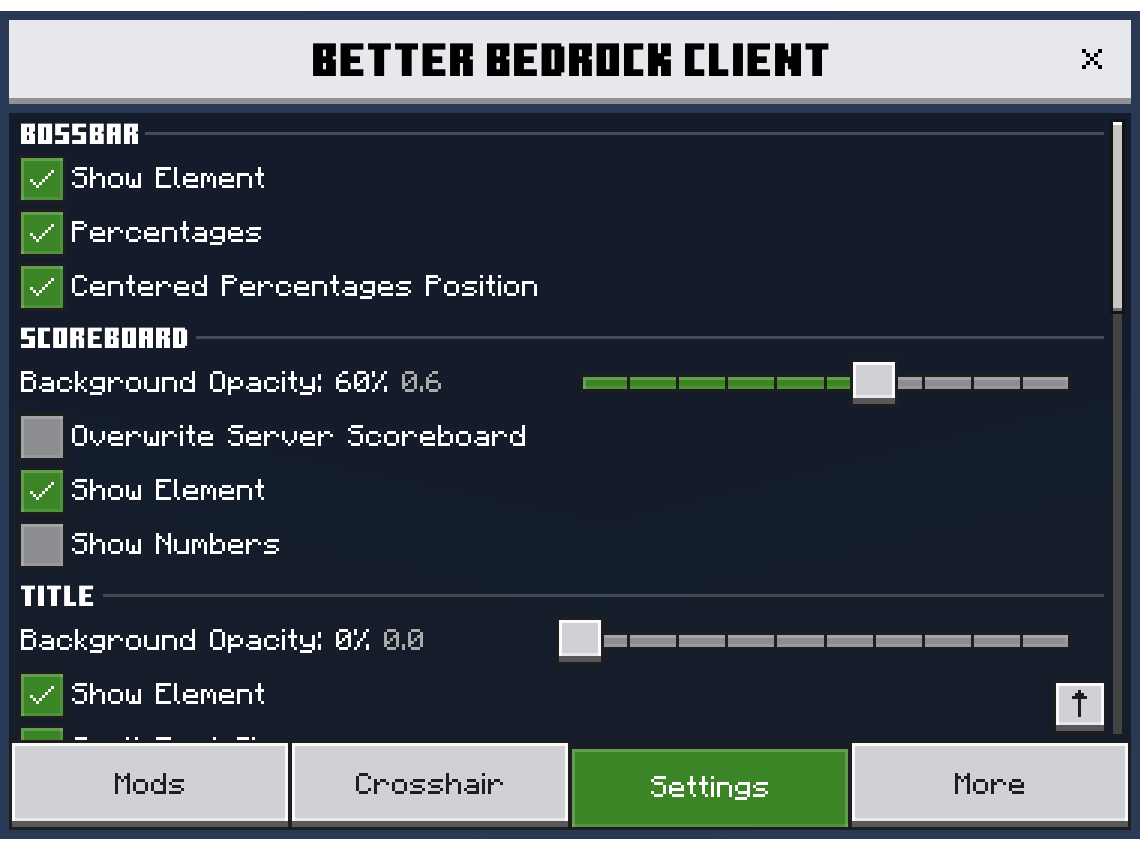 BETTER BEDROCK CLIENT
BOSSBAR
Show Element
Percentages
Centered Percentages Position
SCOREBOARD
Background Opacity: 60% 0.6
Overwrite Server Scoreboard
Show Element
Show Numbers
TITLE
Background Opacity: 0% 0.0
Show Element
Mods
Crosshair
Settings
More